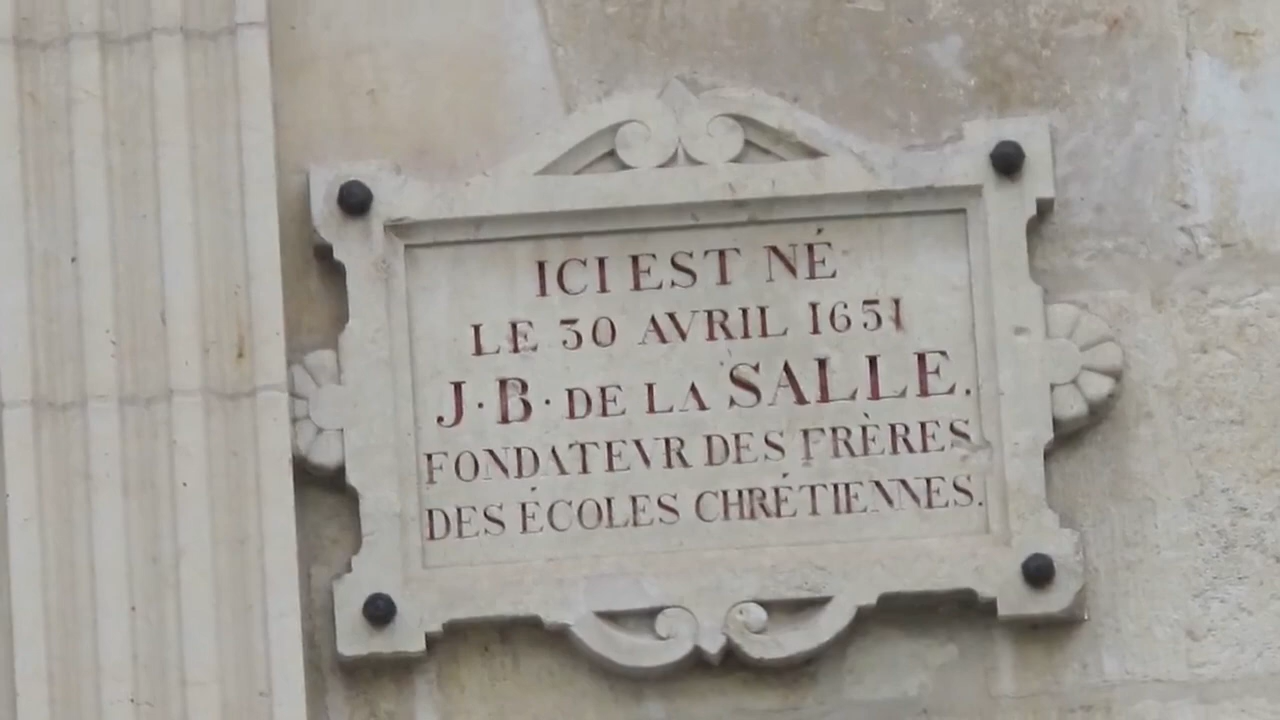 ICI EST NÉ
LE 30 AVRIL 1651
J·B· DE LA SALLE.
FONDATEVR DES FRÈRES
DES ÉCOLES CHRÉTIENNES.